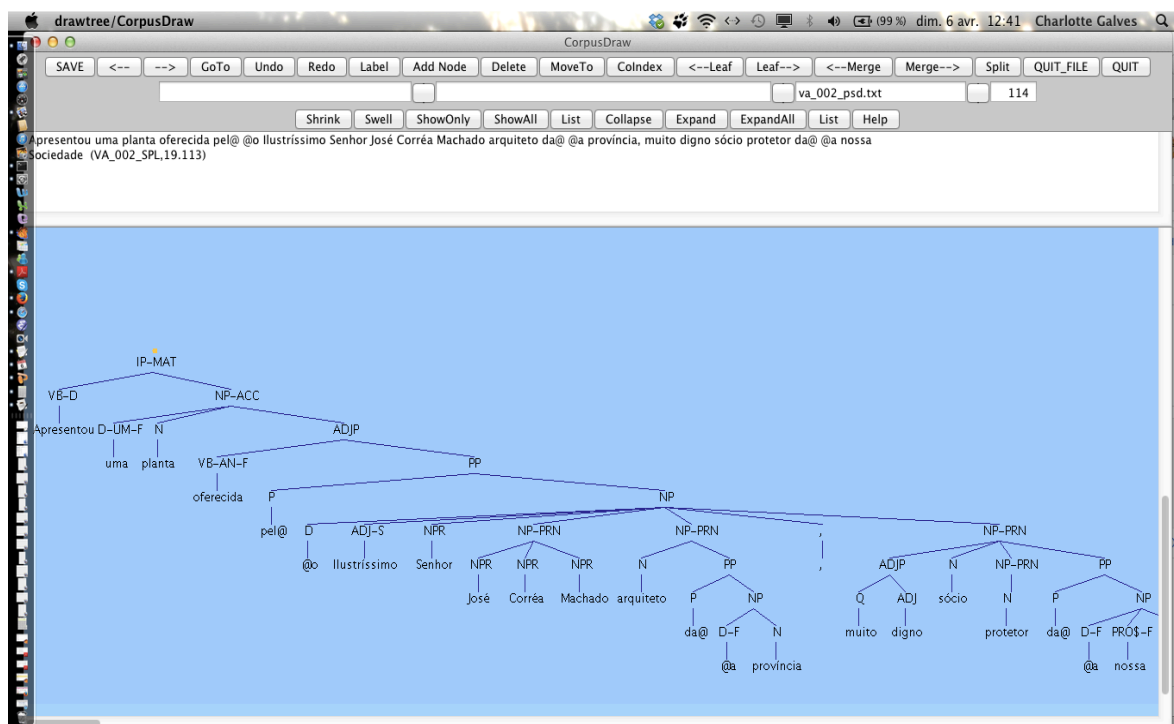 drawtree/CorpusDraw (99 %) dim. 6 avr. 12:41 Charlotte Galves
CorpusDraw
SAVE <-- --> GoTo Undo Redo Label Add Node Delete MoveTo CoIndex <--Leaf Leaf--> <--Merge Merge--> Split QUIT_FILE QUIT
va_002_psd.txt 114
Shrink Swell ShowOnly ShowAll List Collapse Expand ExpandAll List Help
Apresentou uma planta oferecida pel@ @o Ilustríssimo Senhor José Corréa Machado arquiteto da@ @a província, muito digno sócio protetor da@ @a nossa
Sociedade (VA_002_SPL,19.113)
IP-MAT
VB-D NP-ACC
Apresentou D-UM-F N ADJP
uma planta VB-AN-F PP
oferecida P NP
pel@ D ADJ-S NPR NP-PRN NP-PRN , NP-PRN
@o Ilustríssimo Senhor NPR NPR NPR N PP , ADJP N NP-PRN PP
José Corréa Machado arquiteto P NP Q ADJ sócio N P NP
da@ D-F N muito digno protetor da@ D-F PRO$-F
@a província @a nossa